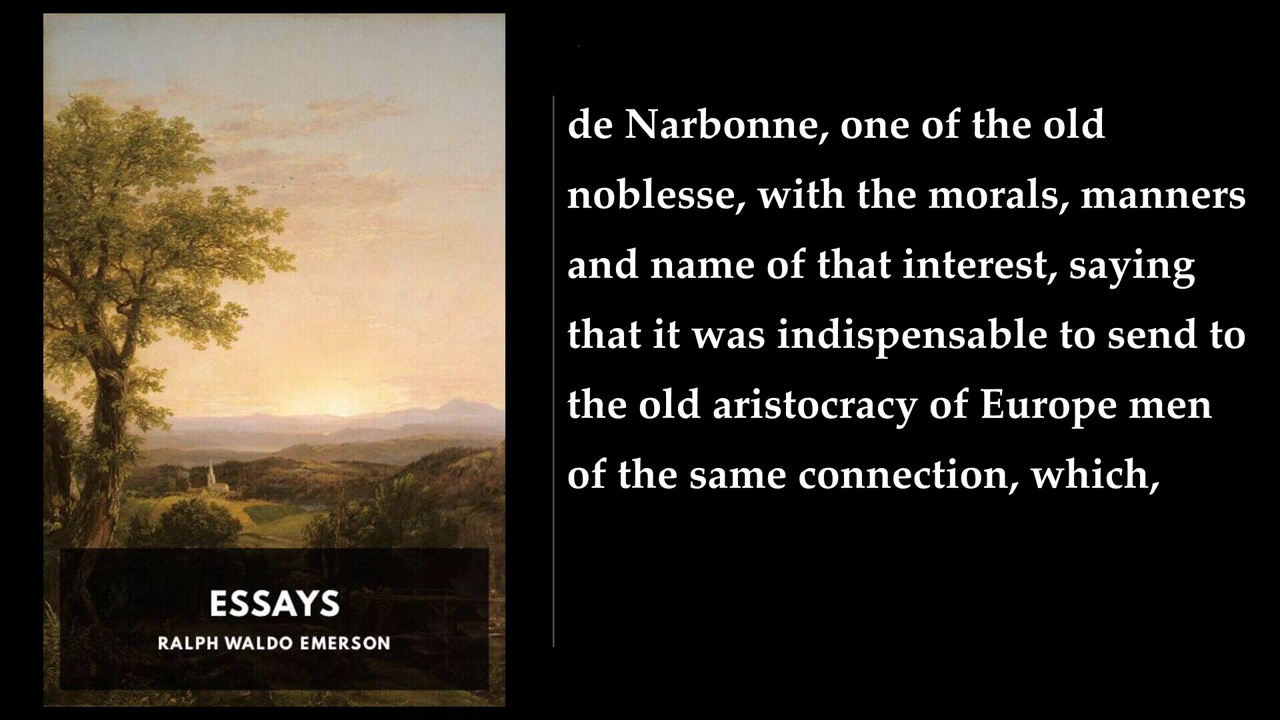 ESSAYS
RALPH WALDO EMERSON
de Narbonne, one of the old
noblesse, with the morals, manners
and name of that interest, saying
that it was indispensable to send to
the old aristocracy of Europe men
of the same connection, which,